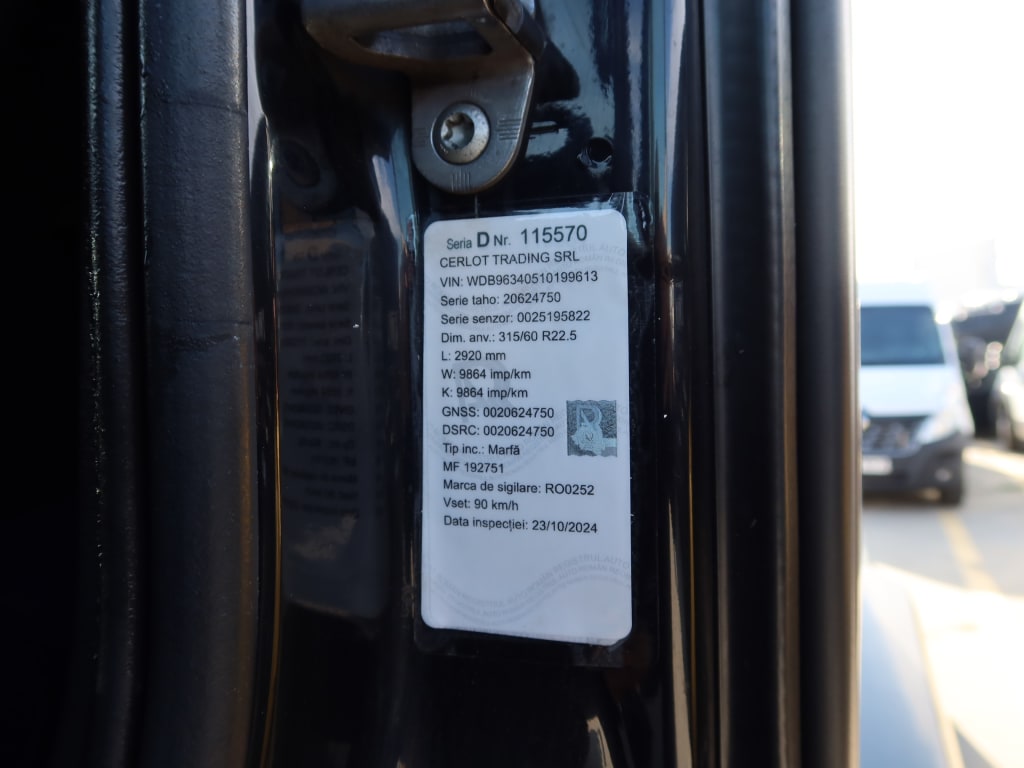 Seria D Nr. 115570
CERLOT TRADING SRL
VIN: WDB96340510199613
Serie taho: 20624750
Serie senzor: 0025195822
Dim. anv.: 315/60 R22.5
L: 2920 mm
W: 9864 imp/km
K: 9864 imp/km
GNSS: 0020624750
DSRC: 0020624750
Tip inc.: Marfă
MF 192751
Marca de sigilare: RO0252
Vset: 90 km/h
Data inspecției: 23/10/2024